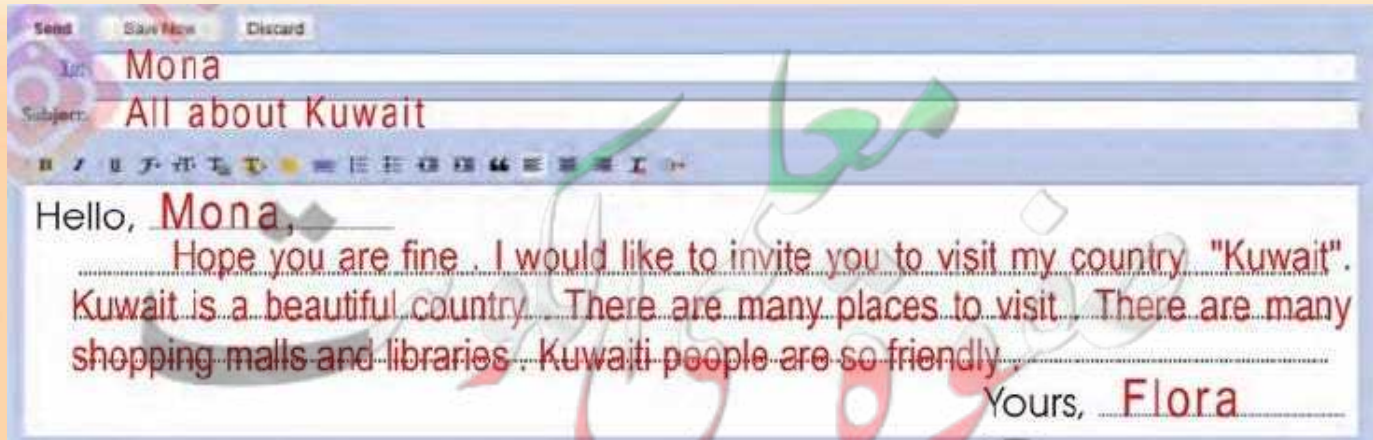 Send Save Now Discard
To: Mona
Subject: All about Kuwait
Hello, Mona,
Hope you are fine . I would like to invite you to visit my country "Kuwait".
Kuwait is a beautiful country . There are many places to visit . There are many
shopping malls and libraries . Kuwaiti people are so friendly .
Yours, Flora